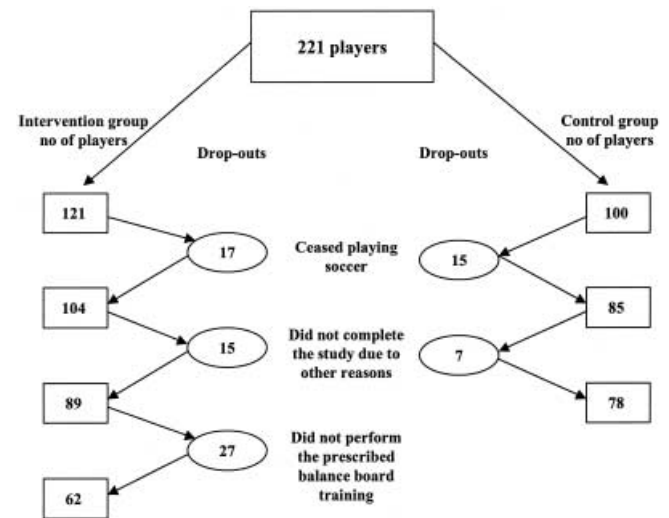 221 players
Intervention group
no of players
Control group
no of players
Drop-outs
Drop-outs
121
100
17
Ceased playing
soccer
15
104
85
15
Did not complete
the study due to
other reasons
7
89
78
27
Did not perform
the prescribed
balance board
training
62